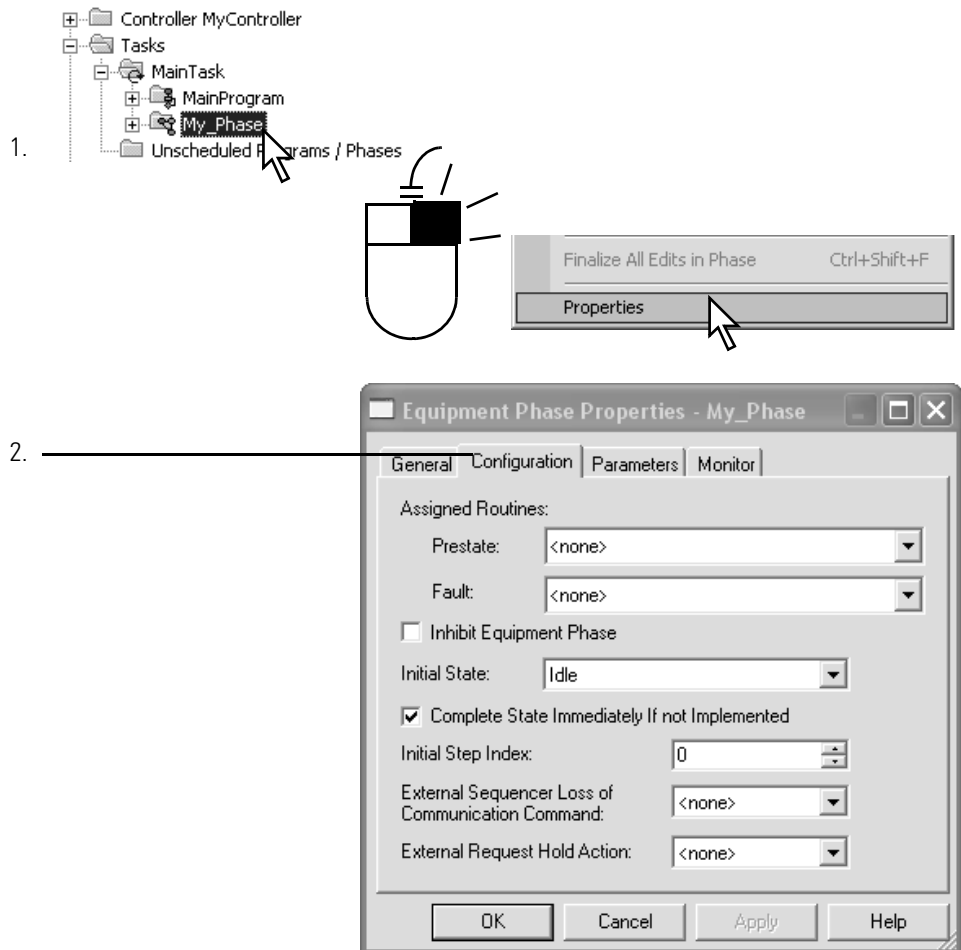 Controller MyController
Tasks
MainTask
MainProgram
My_Phase
1.
Unscheduled Programs / Phases
Finalize All Edits in Phase Ctrl+Shift+F
Properties
Equipment Phase Properties - My_Phase
2.
General Configuration Parameters Monitor
Assigned Routines:
Prestate: <none>
Fault: <none>
Inhibit Equipment Phase
Initial State: Idle
Complete State Immediately If not Implemented
Initial Step Index: 0
External Sequencer Loss of
Communication Command: <none>
External Request Hold Action: <none>
OK Cancel Apply Help